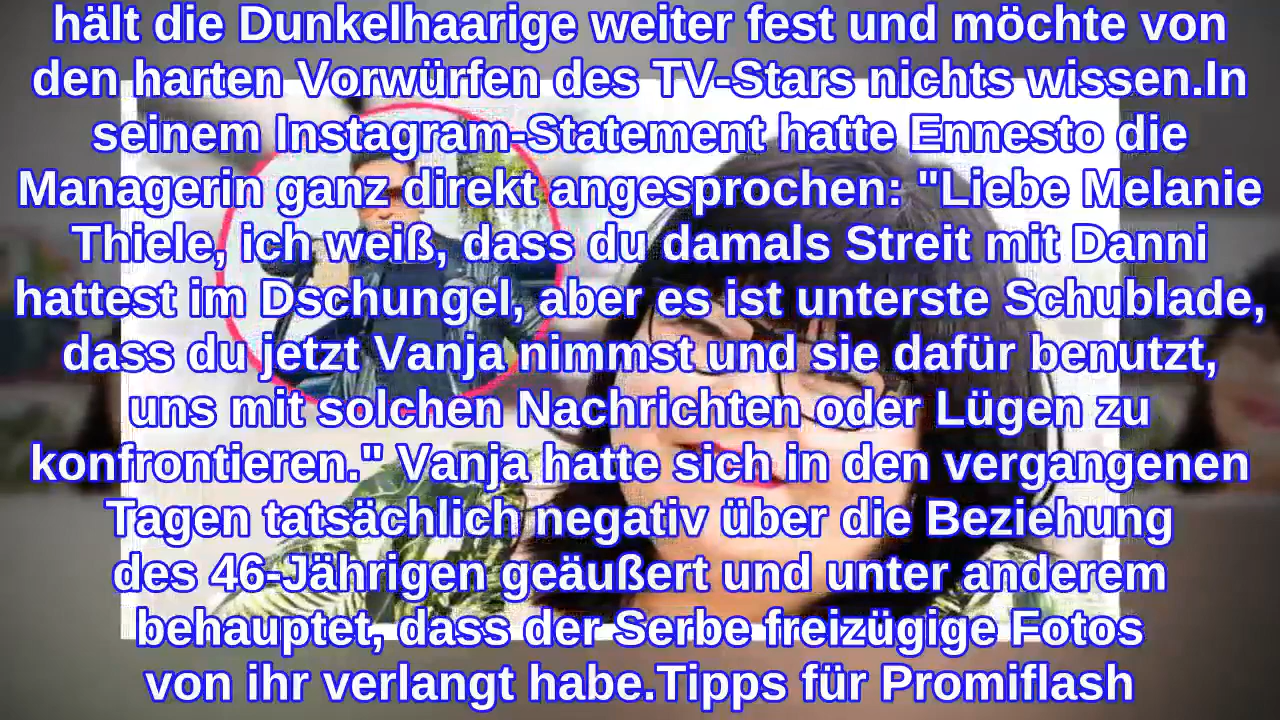 hält die Dunkelhaarige weiter fest und möchte von
den harten Vorwürfen des TV-Stars nichts wissen.In
seinem Instagram-Statement hatte Ennesto die
Managerin ganz direkt angesprochen: "Liebe Melanie
Thiele, ich weiß, dass du damals Streit mit Danni
hattest im Dschungel, aber es ist unterste Schublade,
dass du jetzt Vanja nimmst und sie dafür benutzt,
uns mit solchen Nachrichten oder Lügen zu
konfrontieren." Vanja hatte sich in den vergangenen
Tagen tatsächlich negativ über die Beziehung
des 46-Jährigen geäußert und unter anderem
behauptet, dass der Serbe freizügige Fotos
von ihr verlangt habe.Tipps für Promiflash